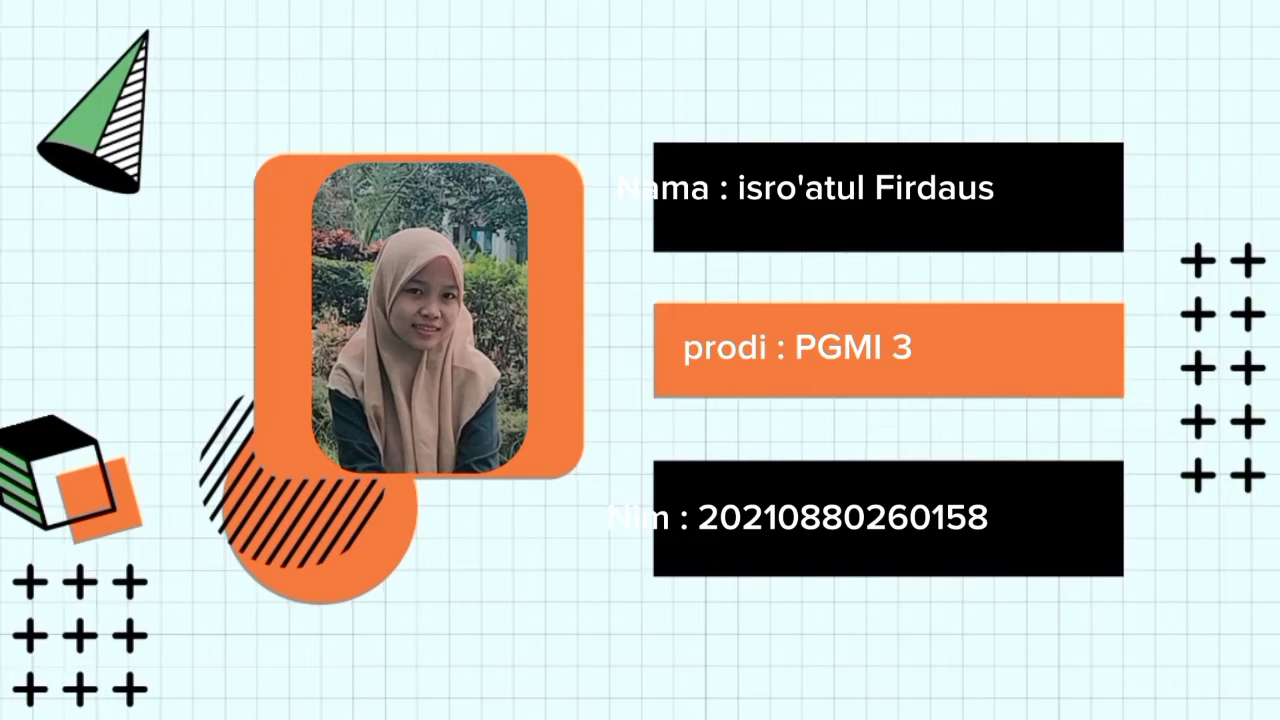 Nama : isro'atul Firdaus
prodi : PGMI 3
Nim : 20210880260158